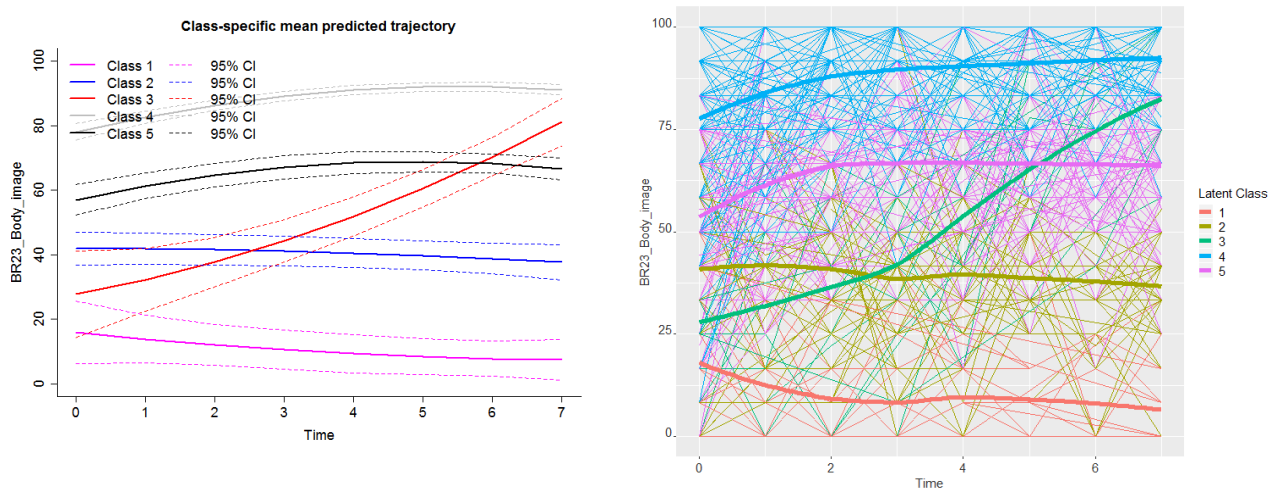 Class-specific mean predicted trajectory
BR23_Body_image
100
80
60
40
20
0
Class 1 95% CI
Class 2 95% CI
Class 3 95% CI
Class 4 95% CI
Class 5 95% CI
0 1 2 3 4 5 6 7
Time
BR23_Body_image
100
75
50
25
0
0 2 4 6
Time
Latent Class
1
2
3
4
5